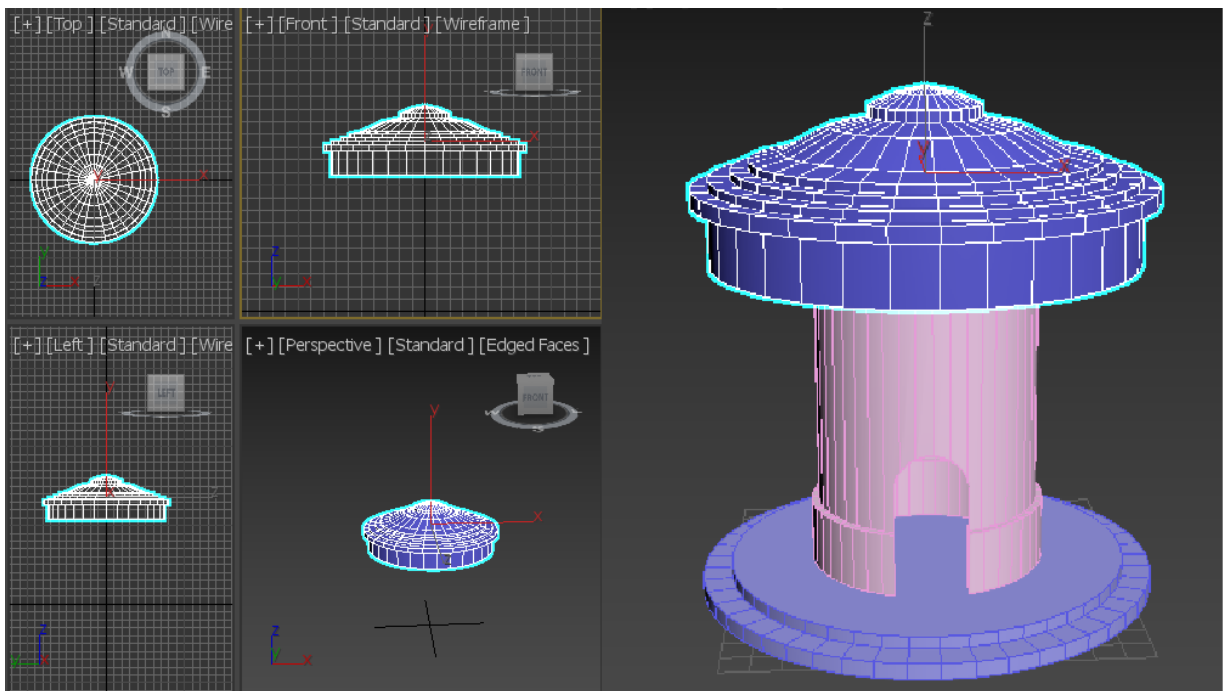 [+] [Top] [Standard] [Wire
N
W TOP E
S
y
x
y
z x z
[+] [Front] [Standard] [Wireframe]
FRONT
x
z
y x
z
y
x
[+] [Left] [Standard] [Wire
y
LEFT
x
z
z
y x
[+] [Perspective] [Standard] [Edged Faces]
FRONT
S
y
x
z
z
y x